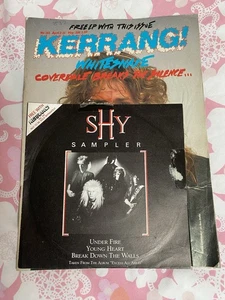 FREE EP WITH THIS ISSUE
KERRANG!
WHITESNAKE
COVERDALE BREAKS THE SILENCE...
SHY
SAMPLER
UNDER FIRE
YOUNG HEART
BREAK DOWN THE WALLS
TAKEN FROM THE ALBUM "EXCESS ALL AREAS"